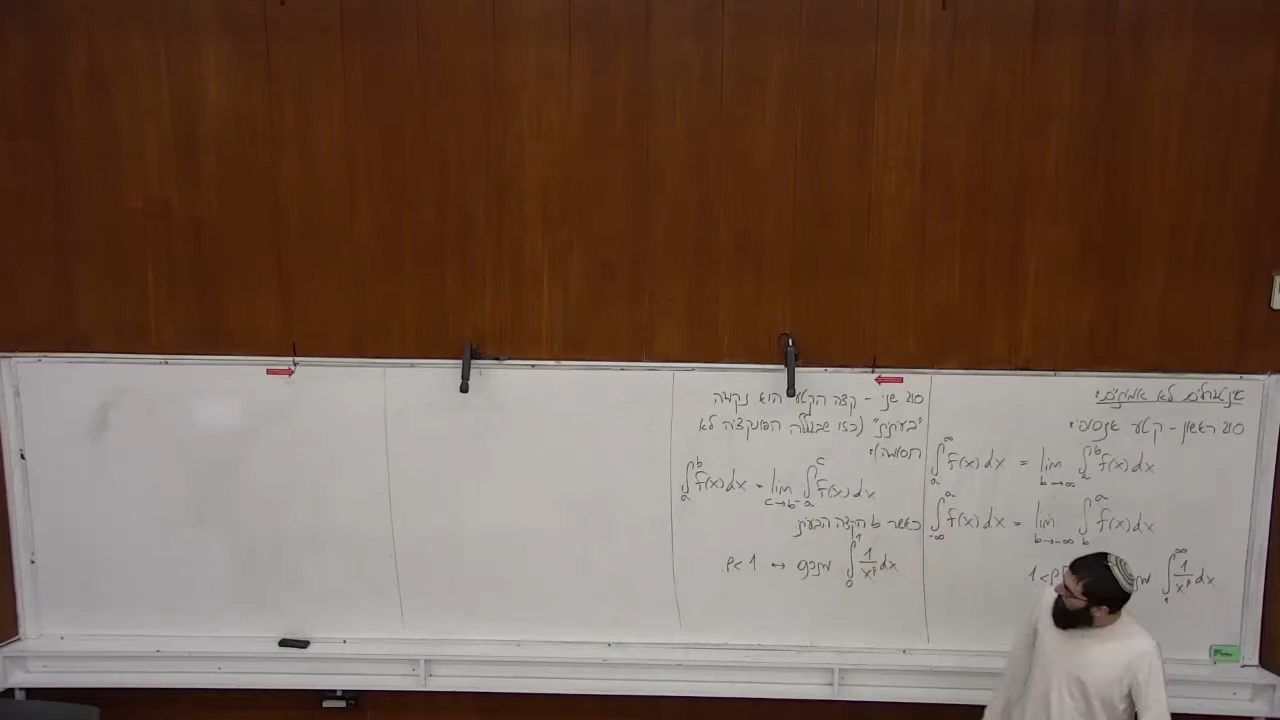 אינטגרלים לא אמיתיים:
סוג ראשון - קטע אינסופי:
∫_a^∞ f(x)dx = lim_{b→∞} ∫_a^b f(x)dx
∫_{-∞}^a f(x)dx = lim_{b→-∞} ∫_b^a f(x)dx
∫_1^∞ 1/x^p dx 1<p
סוג שני - קצה הקטע הוא נקודה
"בעייתית" (כזו שבגללה הפונקציה לא
חסומה):
∫_a^b f(x)dx = lim_{c→b^-} ∫_a^c f(x)dx
כאשר b הקצה הבעייתי
∫_0^1 1/x^p dx מתכנס ↔ p<1